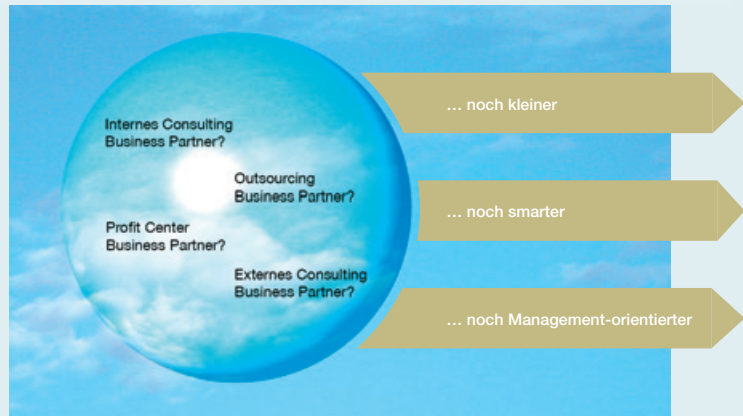 Internes Consulting
Business Partner?
Outsourcing
Business Partner?
Profit Center
Business Partner?
Externes Consulting
Business Partner?
... noch kleiner
... noch smarter
... noch Management-orientierter